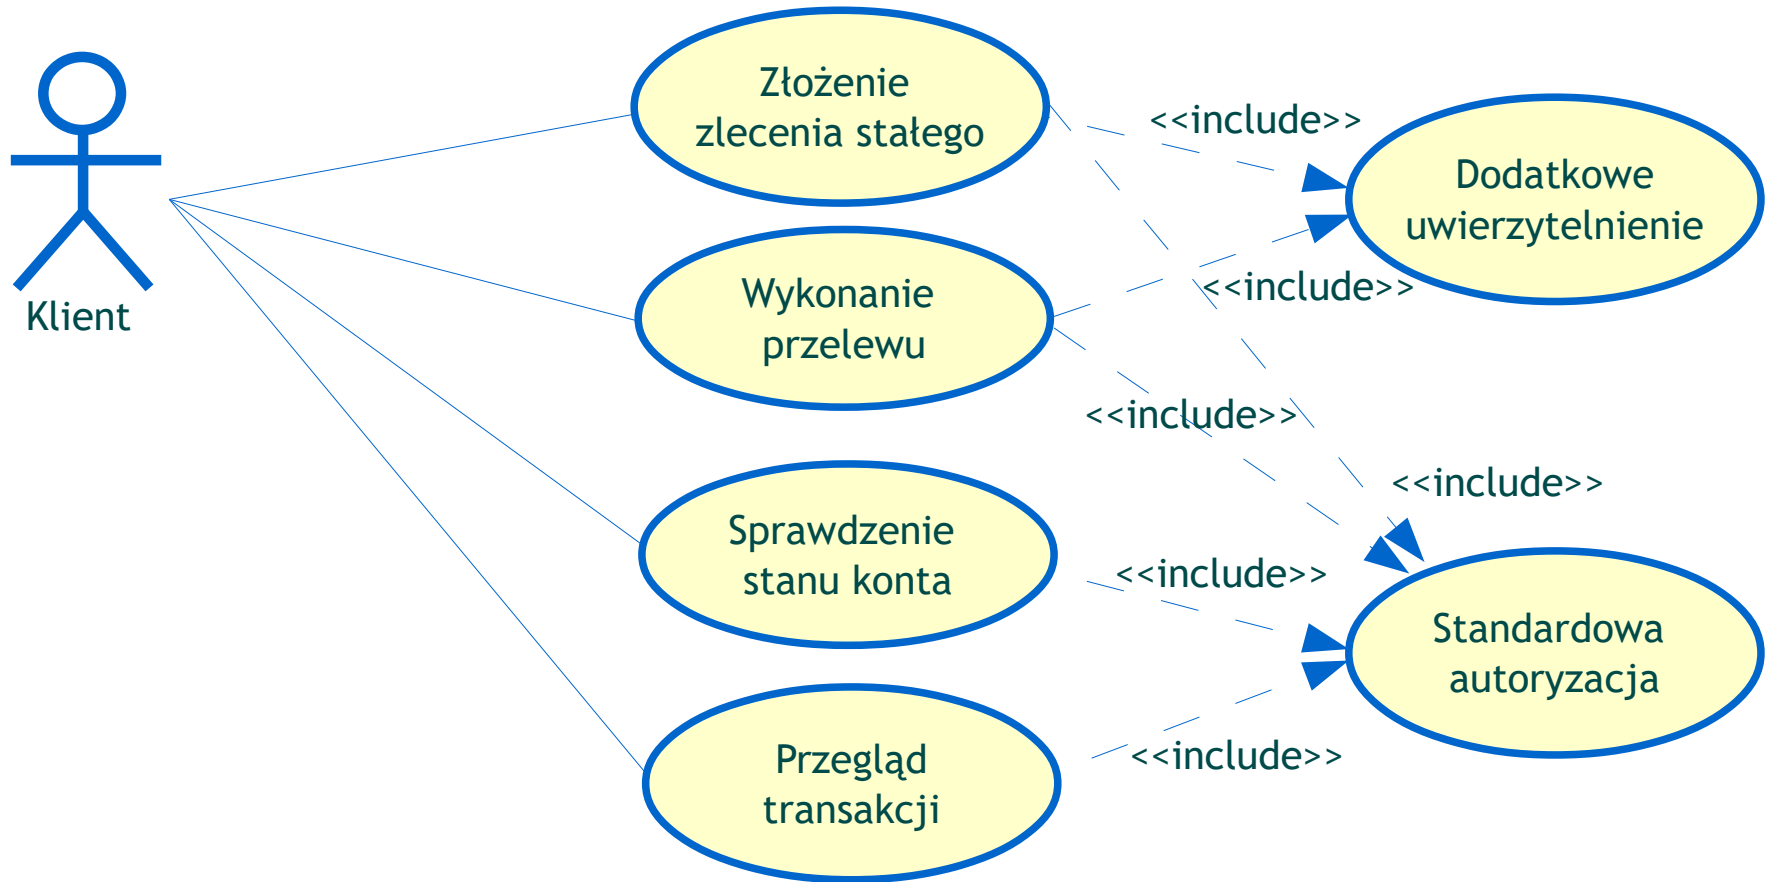 Złożenie
zlecenia stałego
<<include>>
Dodatkowe
uwierzytelnienie
Klient
Wykonanie
przelewu
<<include>>
<<include>>
<<include>>
Sprawdzenie
stanu konta
<<include>>
Standardowa
autoryzacja
Przegląd
transakcji
<<include>>